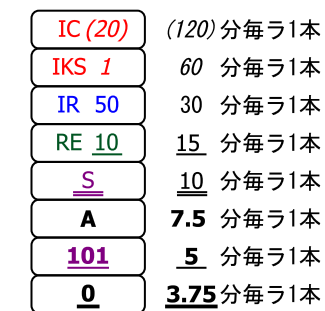 IC (20) (120) 分毎ラ1本
IKS 1 60 分毎ラ1本
IR 50 30 分毎ラ1本
RE 10 15 分毎ラ1本
S 10 分毎ラ1本
A 7.5 分毎ラ1本
101 5 分毎ラ1本
0 3.75 分毎ラ1本